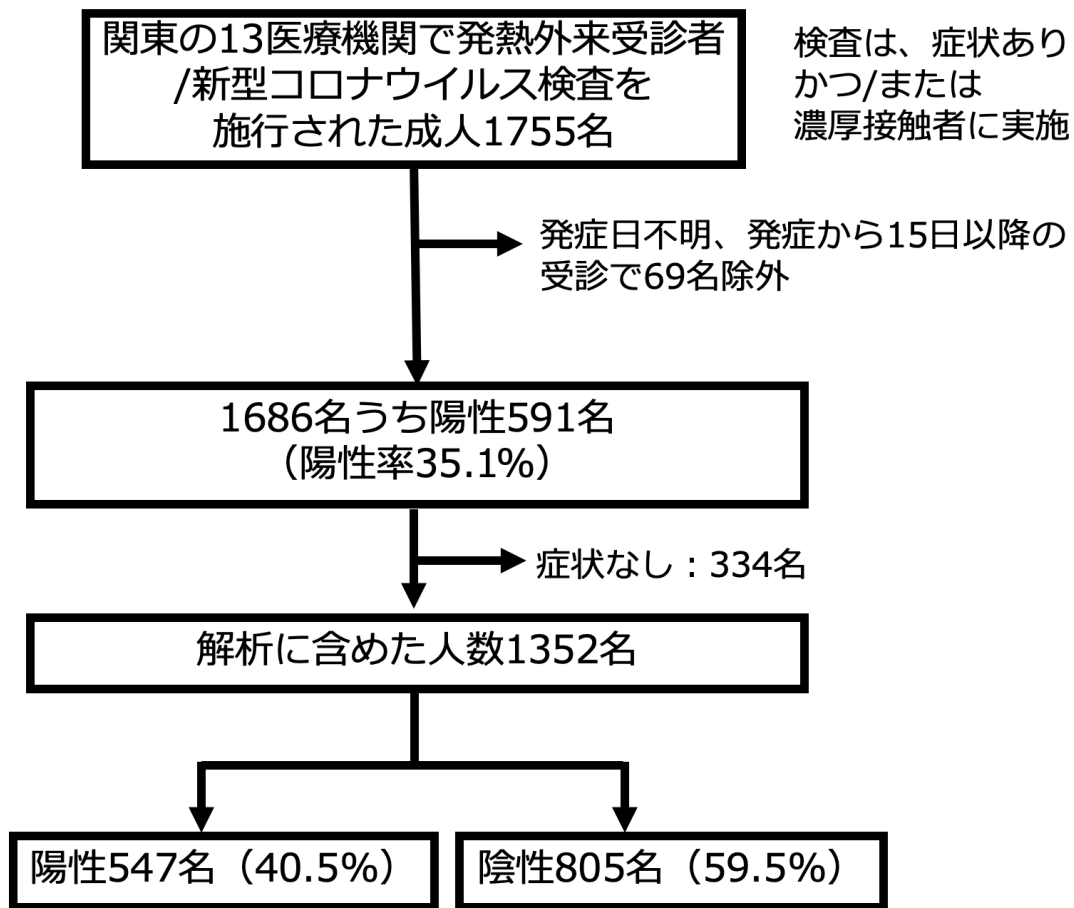 関東の13医療機関で発熱外来受診者
/新型コロナウイルス検査を
施行された成人1755名
検査は、症状あり
かつ/または
濃厚接触者に実施
発症日不明、発症から15日以降の
受診で69名除外
1686名うち陽性591名
（陽性率35.1%）
症状なし：334名
解析に含めた人数1352名
陽性547名（40.5%）
陰性805名（59.5%）